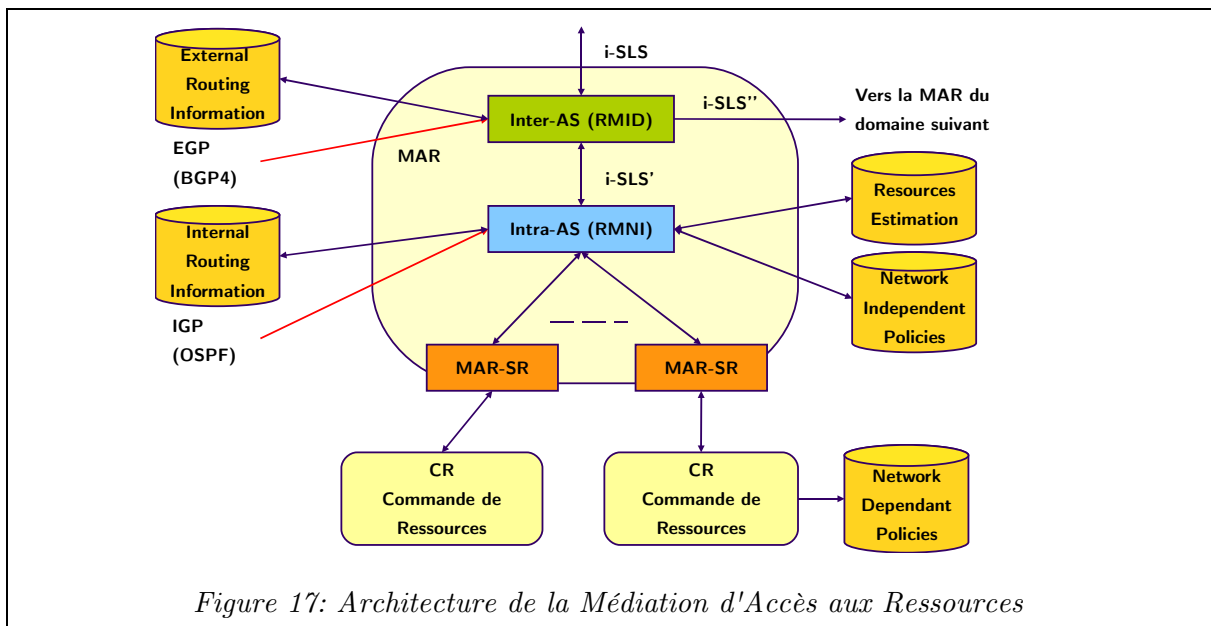 External
Routing
Information
i-SLS
Inter-AS (RMID)
i-SLS''
Vers la MAR du
domaine suivant
EGP
(BGP4)
MAR
i-SLS'
Resources
Estimation
Internal
Routing
Information
Intra-AS (RMNI)
Network
Independent
Policies
IGP
(OSPF)
MAR-SR
MAR-SR
CR
Commande de
Ressources
CR
Commande de
Ressources
Network
Dependant
Policies
Figure 17: Architecture de la Médiation d'Accès aux Ressources